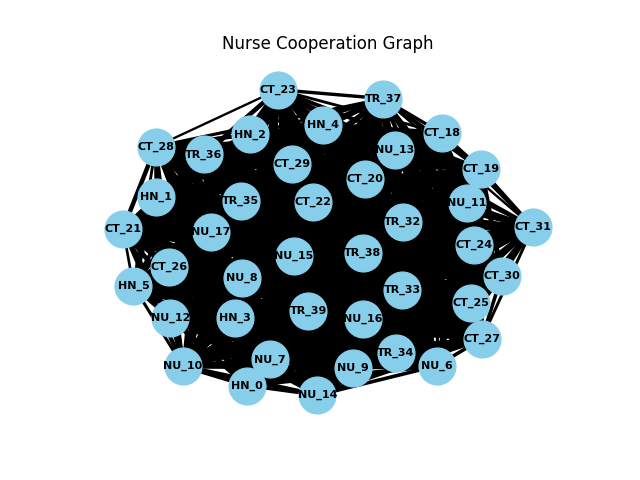 Nurse Cooperation Graph
CT_23
TR_37
HN_4
CT_18
HN_2
CT_28
TR_36
NU_13
CT_29
CT_19
CT_20
HN_1
TR_35
CT_22
NU_11
TR_32
CT_21
NU_17
CT_31
CT_24
TR_38
NU_15
CT_26
CT_30
NU_8
HN_5
TR_33
CT_25
TR_39
NU_12
HN_3
NU_16
CT_27
TR_34
NU_7
NU_10
NU_9
NU_6
HN_0
NU_14